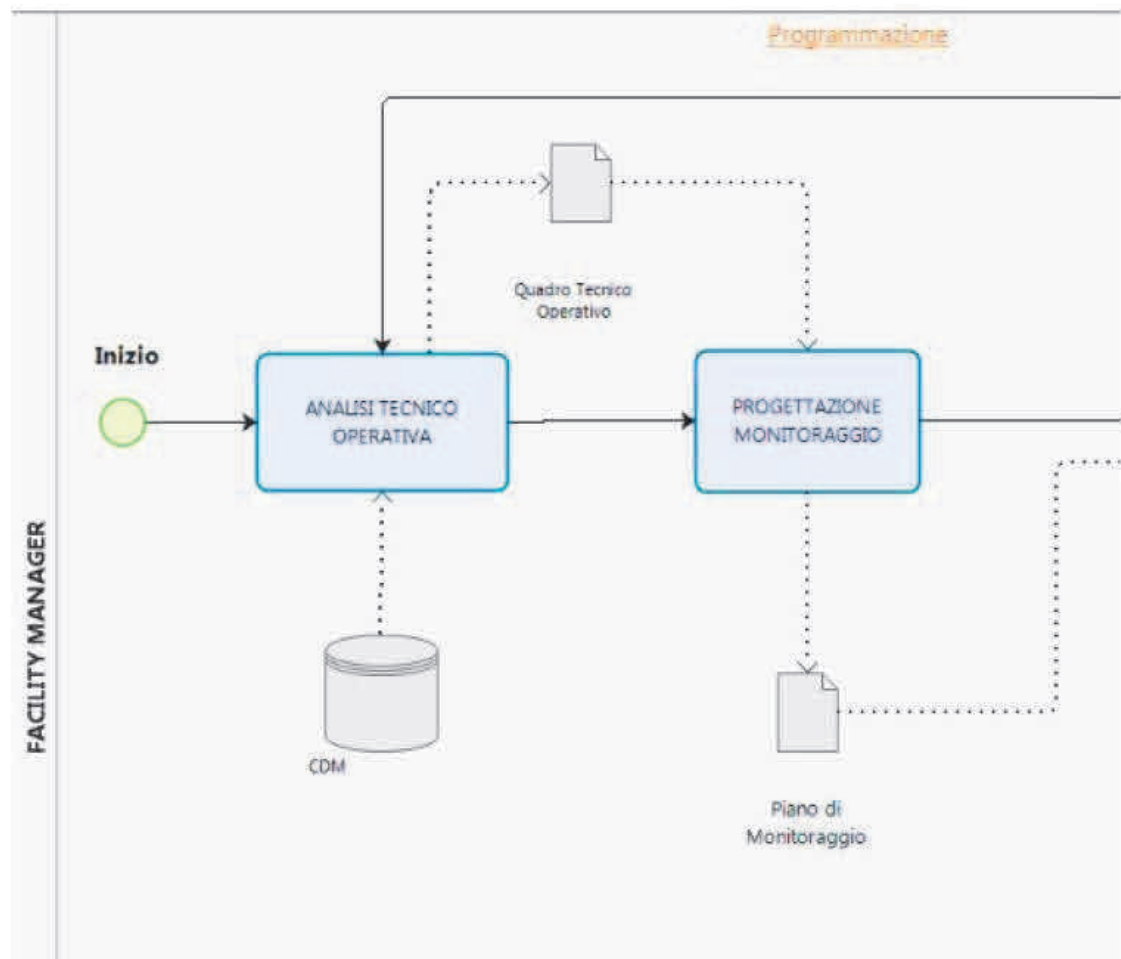 Programmazione
Quadro Tecnico
Operativo
Inizio
ANALISI TECNICO
OPERATIVA
PROGETTAZIONE
MONITORAGGIO
FACILITY MANAGER
CDM
Piano di
Monitoraggio